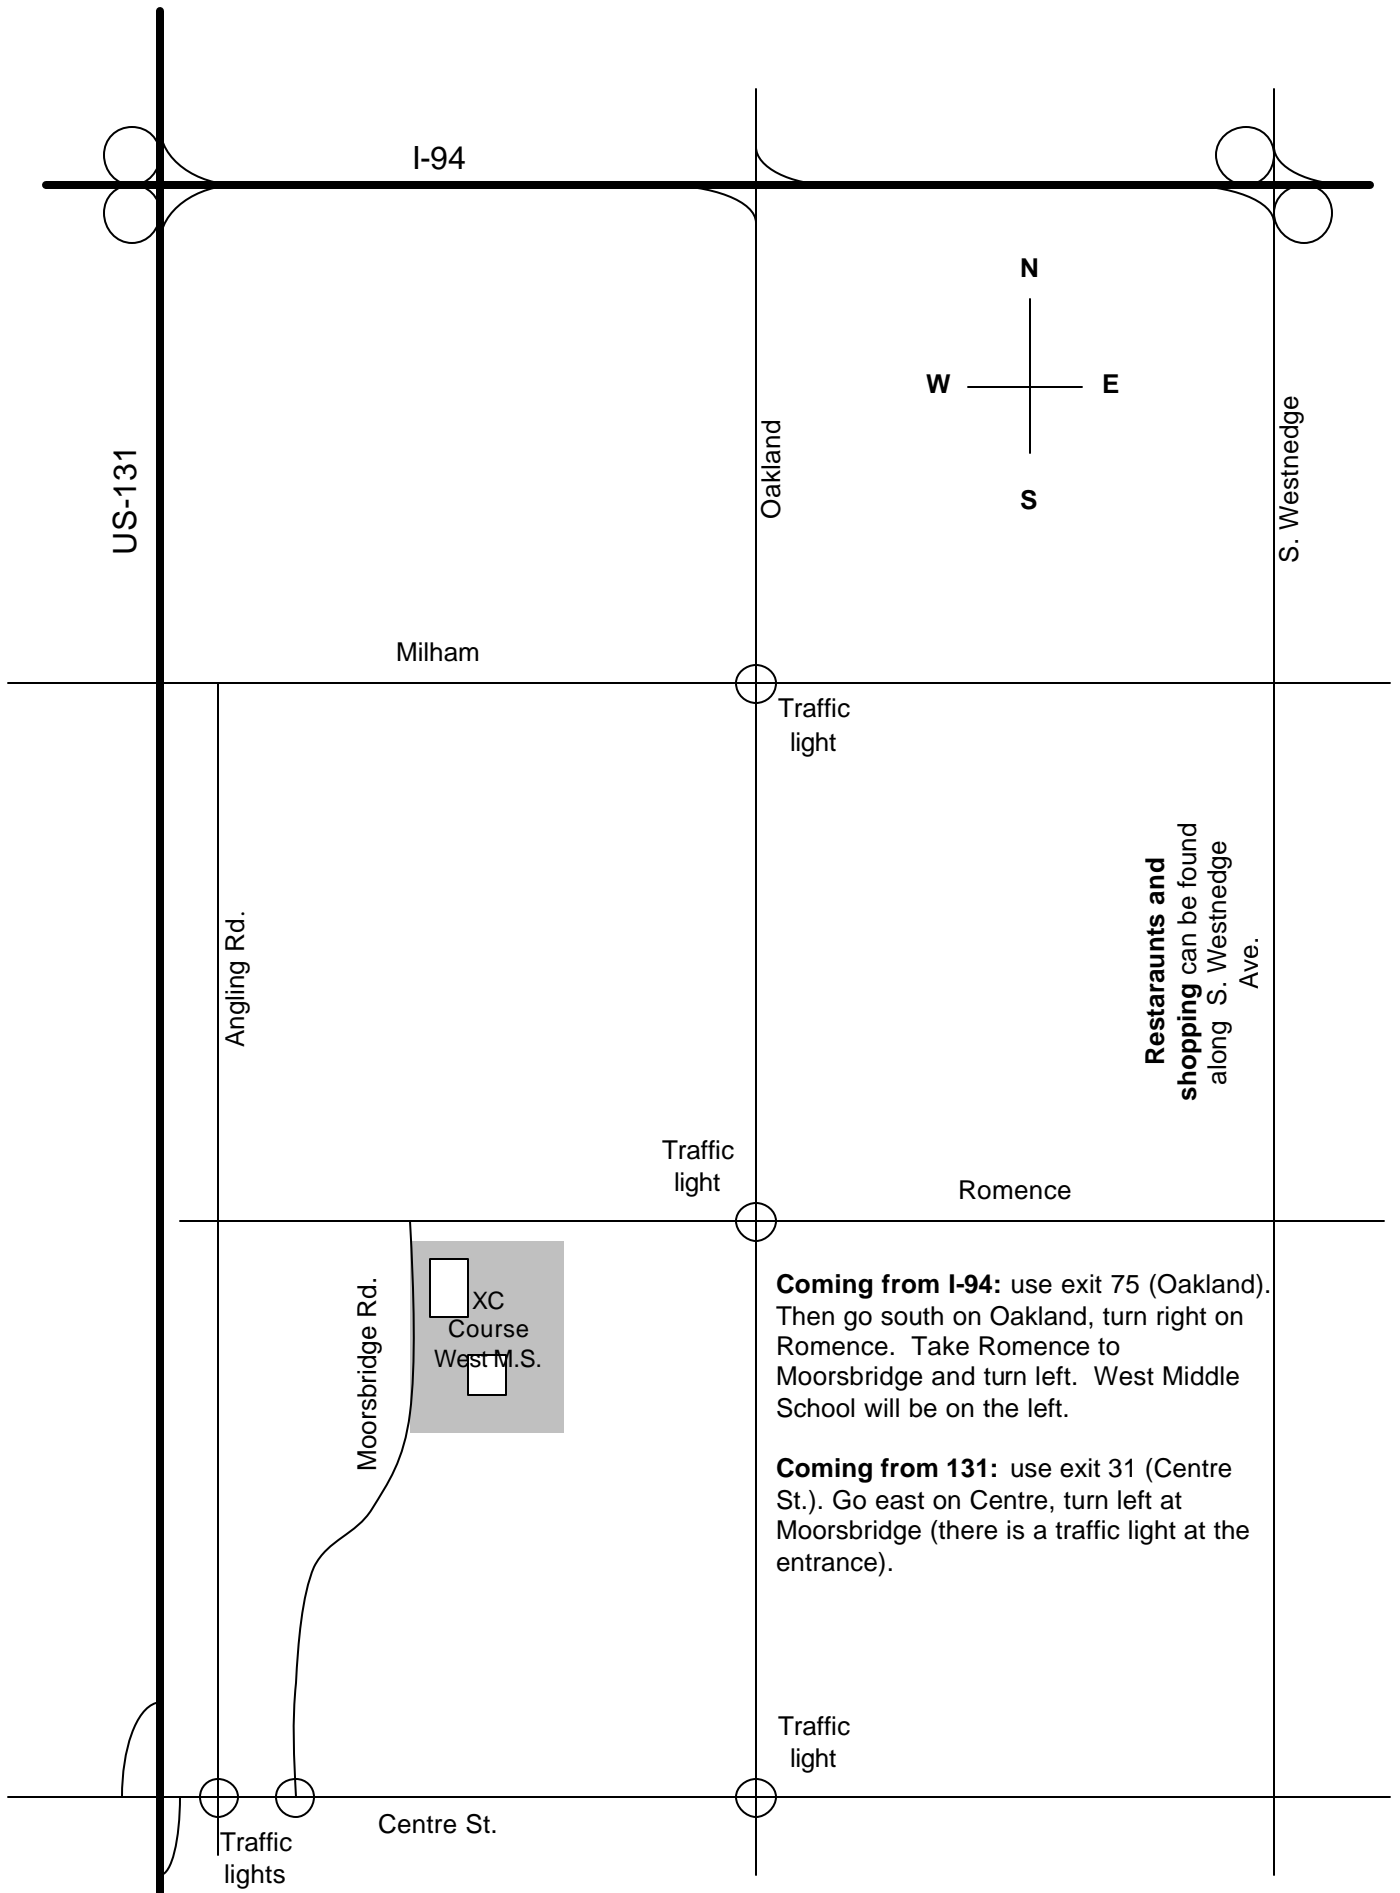 I-94
N
W
E
S
US-131
Oakland
S. Westnedge
Milham
Traffic
light
Angling Rd.
Restaraunts and
shopping can be found
along S. Westnedge
Ave.
Traffic
light
Romence
Moorsbridge Rd.
XC
Course
West M.S.
Coming from I-94: use exit 75 (Oakland).
Then go south on Oakland, turn right on
Romence. Take Romence to
Moorsbridge and turn left. West Middle
School will be on the left.
Coming from 131: use exit 31 (Centre
St.). Go east on Centre, turn left at
Moorsbridge (there is a traffic light at the
entrance).
Traffic
light
Centre St.
Traffic
lights